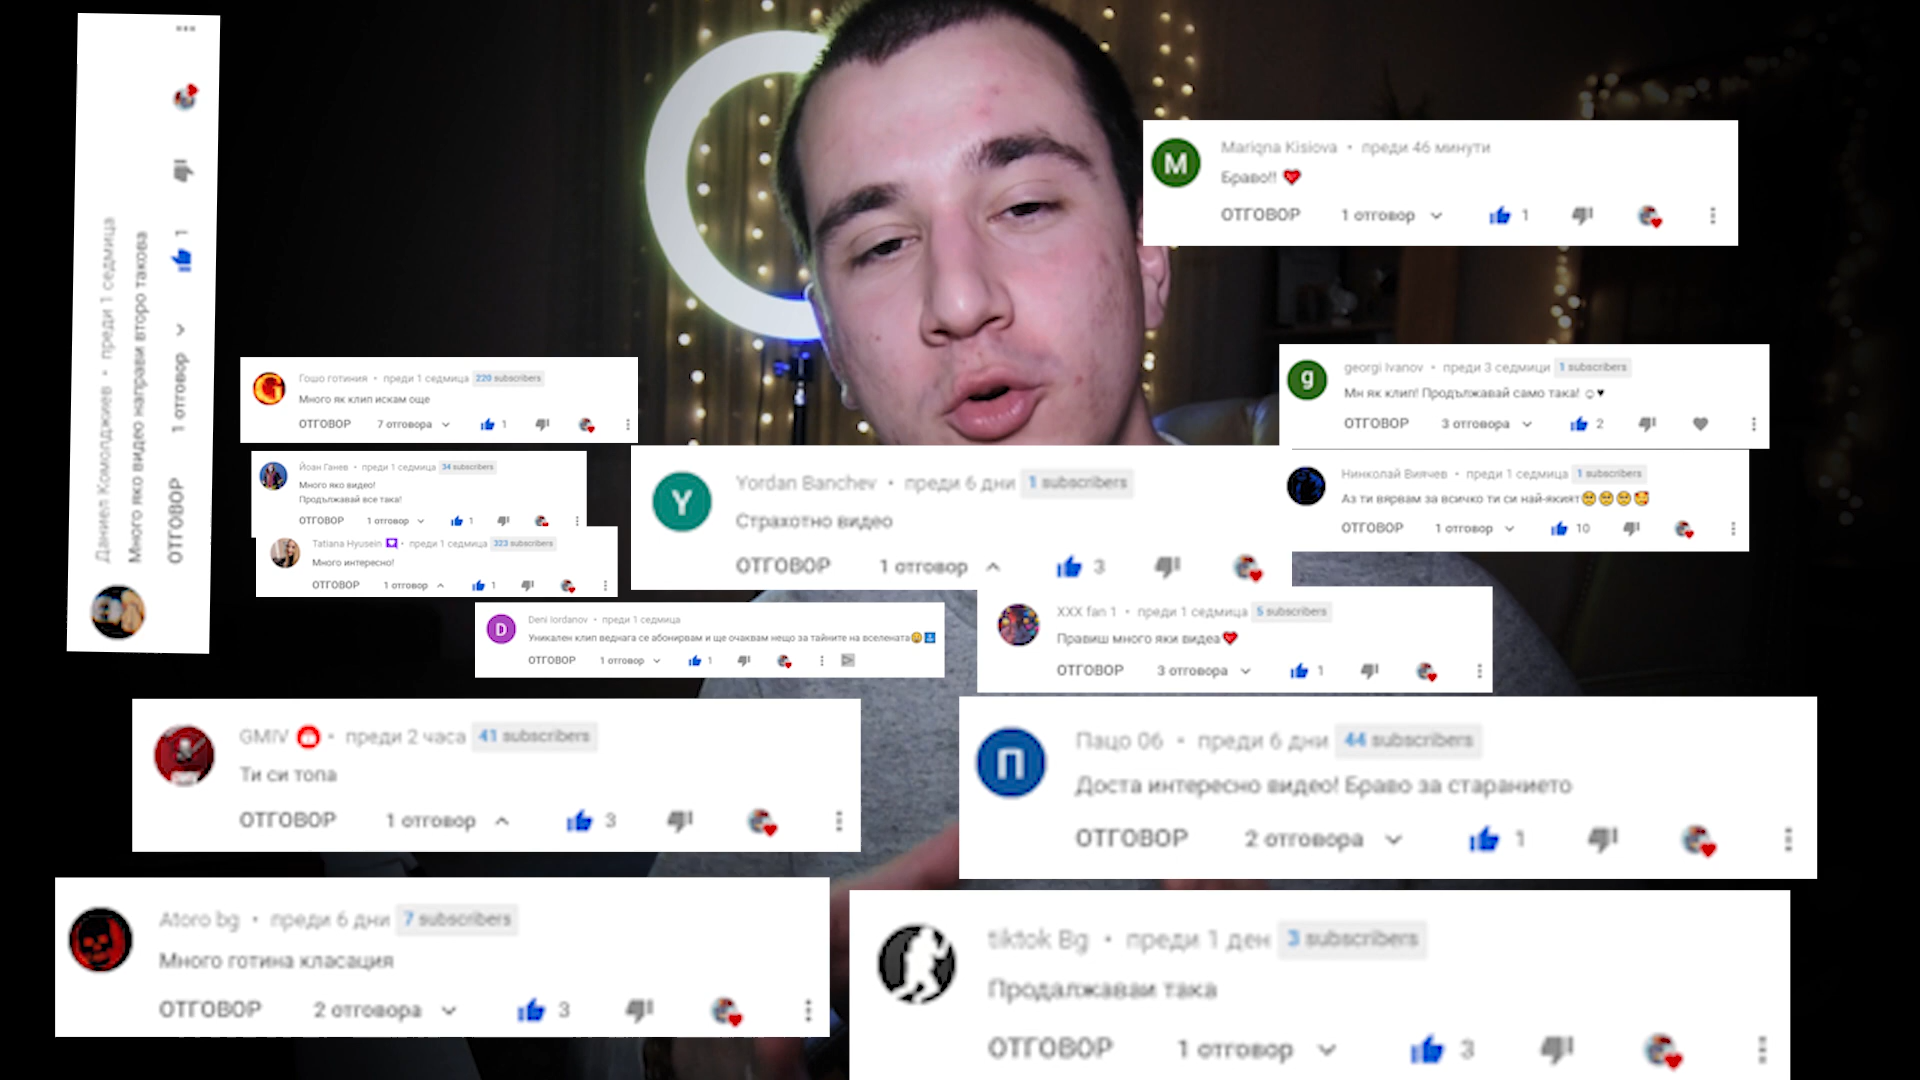 Даниел Комолджиев • преди 1 седмица
Много яко видео направи второ такова
ОТГОВОР 1 отговор 1
Mariqna Kisiova • преди 46 минути
Браво!! ❤
ОТГОВОР 1 отговор 1
Гошо готиния • преди 1 седмица 220 subscribers
Много як клип искам още
ОТГОВОР 7 отговора 1
georgi Ivanov • преди 3 седмици 1 subscribers
Мн як клип! Продължавай само така! ☺♥
ОТГОВОР 3 отговора 2
Йоан Ганев • преди 1 седмица 34 subscribers
Много яко видео!
Продължавай все така!
ОТГОВОР 1 отговор 1
Yordan Banchev • преди 6 дни 1 subscribers
Страхотно видео
ОТГОВОР 1 отговор 3
Нинколай Виячев • преди 1 седмица 1 subscribers
Аз ти вярвам за всичко ти си най-якият🥺🥺🥺🥰
ОТГОВОР 1 отговор 10
Tatiana Hyusein • преди 1 седмица 323 subscribers
Много интересно!
ОТГОВОР 1 отговор 1
Deni Iordanov • преди 1 седмица
Уникален клип веднага се абонирвам и ще очаквам нещо за тайните на вселената
ОТГОВОР 1 отговор 1
XXX fan 1 • преди 1 седмица 5 subscribers
Правиш много яки видеа❤
ОТГОВОР 3 отговора 1
GMIV • преди 2 часа 41 subscribers
Ти си топа
ОТГОВОР 1 отговор 3
Пацо 06 • преди 6 дни 44 subscribers
Доста интересно видео! Браво за старанието
ОТГОВОР 2 отговора 1
Atoro bg • преди 6 дни 7 subscribers
Много готина класация
ОТГОВОР 2 отговора 3
tiktok Bg • преди 1 ден 3 subscribers
Продалжаваи така
ОТГОВОР 1 отговор 3